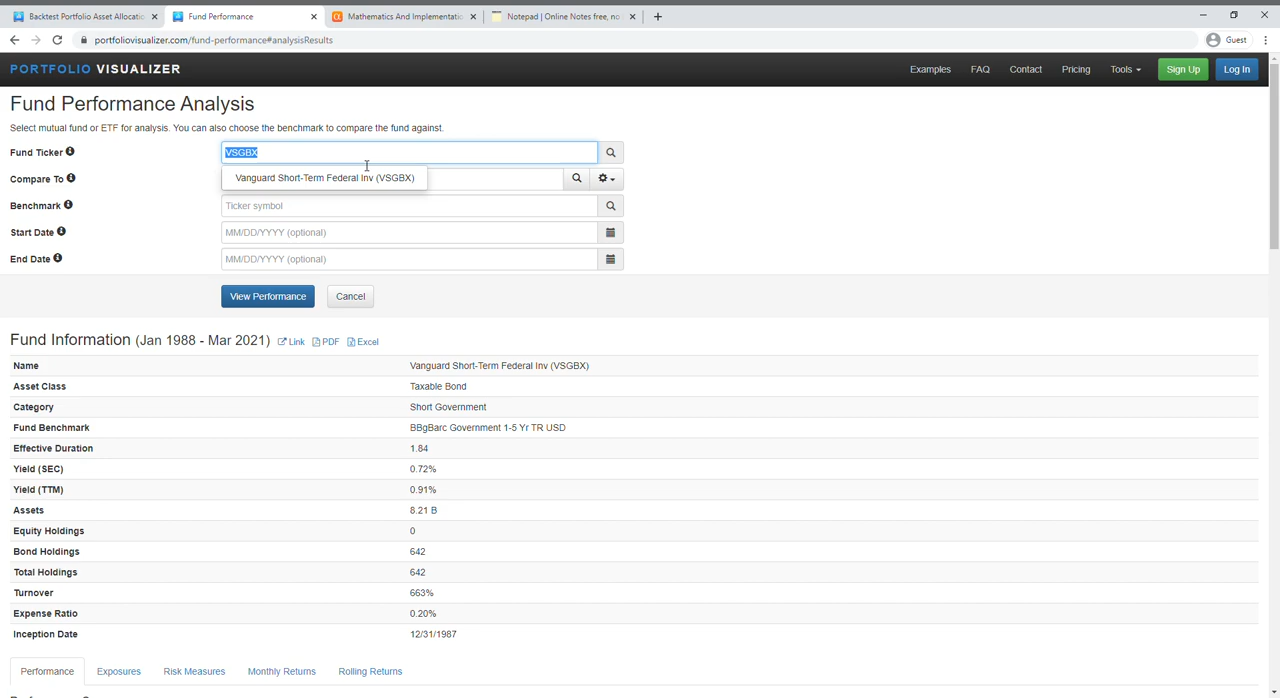 Backtest Portfolio Asset Allocatio
Fund Performance
Mathematics And Implementatio
Notepad | Online Notes free, no
portfoliovisualizer.com/fund-performance#analysisResults
Guest
PORTFOLIO VISUALIZER
Examples FAQ Contact Pricing Tools Sign Up Log In
Fund Performance Analysis
Select mutual fund or ETF for analysis. You can also choose the benchmark to compare the fund against.
Fund Ticker VSGBX
Compare To Vanguard Short-Term Federal Inv (VSGBX)
Benchmark Ticker symbol
Start Date MM/DD/YYYY (optional)
End Date MM/DD/YYYY (optional)
View Performance Cancel
Fund Information (Jan 1988 - Mar 2021) Link PDF Excel
Name Vanguard Short-Term Federal Inv (VSGBX)
Asset Class Taxable Bond
Category Short Government
Fund Benchmark BBgBarc Government 1-5 Yr TR USD
Effective Duration 1.84
Yield (SEC) 0.72%
Yield (TTM) 0.91%
Assets 8.21 B
Equity Holdings 0
Bond Holdings 642
Total Holdings 642
Turnover 663%
Expense Ratio 0.20%
Inception Date 12/31/1987
Performance Exposures Risk Measures Monthly Returns Rolling Returns